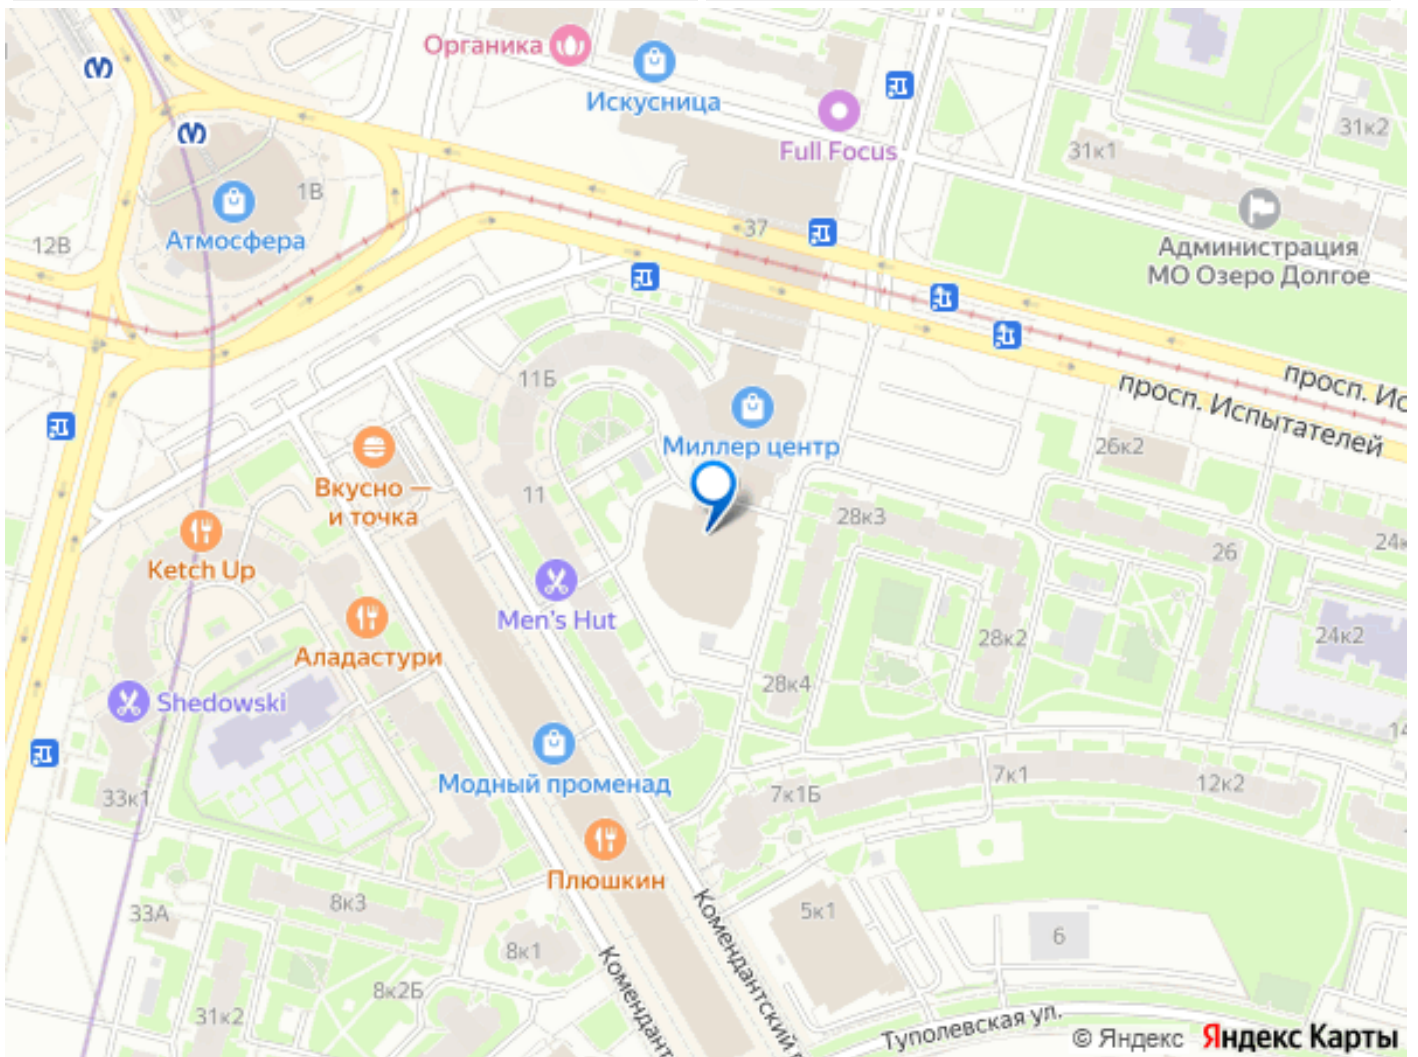 Органика
Искусница
Full Focus
31к2
31к1
1В
Атмосфера
12В
37
Администрация
МО Озеро Долгое
11Б
просп. Ис
просп. Испытателей
Миллер центр
26к2
Вкусно —
и точка
11
28к3
26
24к
Ketch Up
Men's Hut
Аладастури
28к2
24к2
28к4
Shedowski
14
Модный променад
7к1
12к2
33к1
7к1Б
Плюшкин
8к3
33А
5к1
6
8к1
Комендантский п
Комендант
8к2Б
31к2
Туполевская ул.
© Яндекс Яндекс Карты